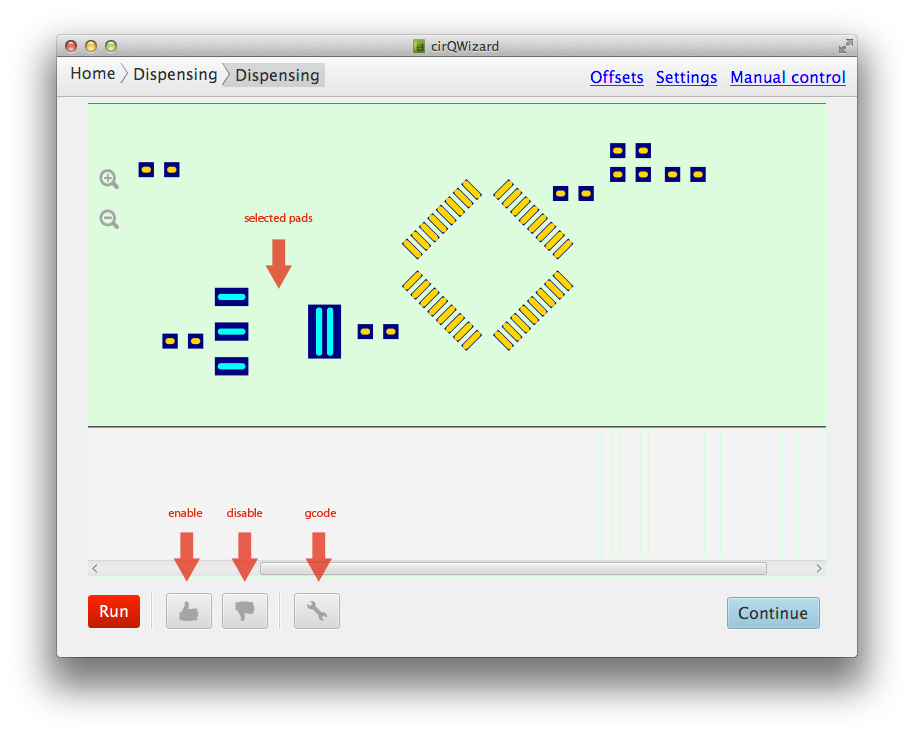 cirQWizard
Home Dispensing Dispensing
Offsets Settings Manual control
selected pads
enable disable gcode
Run
Continue